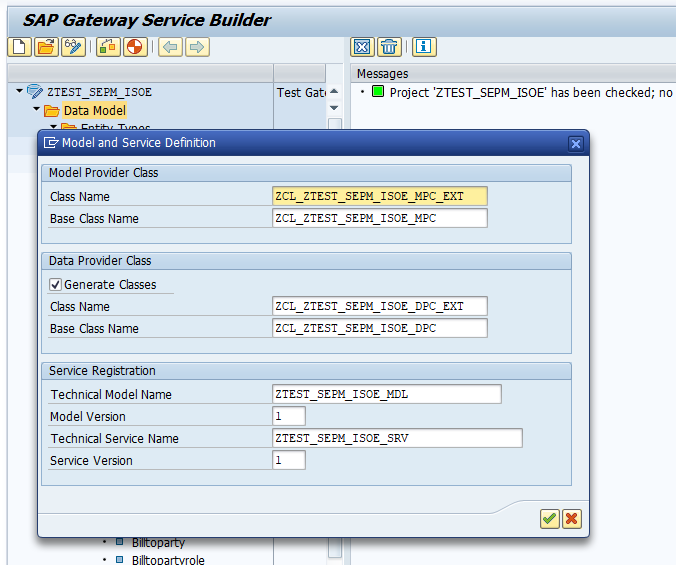 SAP Gateway Service Builder
ZTEST_SEPM_ISOE
Test Gat
Data Model
Entity Types
Messages
Project 'ZTEST_SEPM_ISOE' has been checked; no
Model and Service Definition
Model Provider Class
Class Name ZCL_ZTEST_SEPM_ISOE_MPC_EXT
Base Class Name ZCL_ZTEST_SEPM_ISOE_MPC
Data Provider Class
Generate Classes
Class Name ZCL_ZTEST_SEPM_ISOE_DPC_EXT
Base Class Name ZCL_ZTEST_SEPM_ISOE_DPC
Service Registration
Technical Model Name ZTEST_SEPM_ISOE_MDL
Model Version 1
Technical Service Name ZTEST_SEPM_ISOE_SRV
Service Version 1
Billtoparty
Billtopartyrole